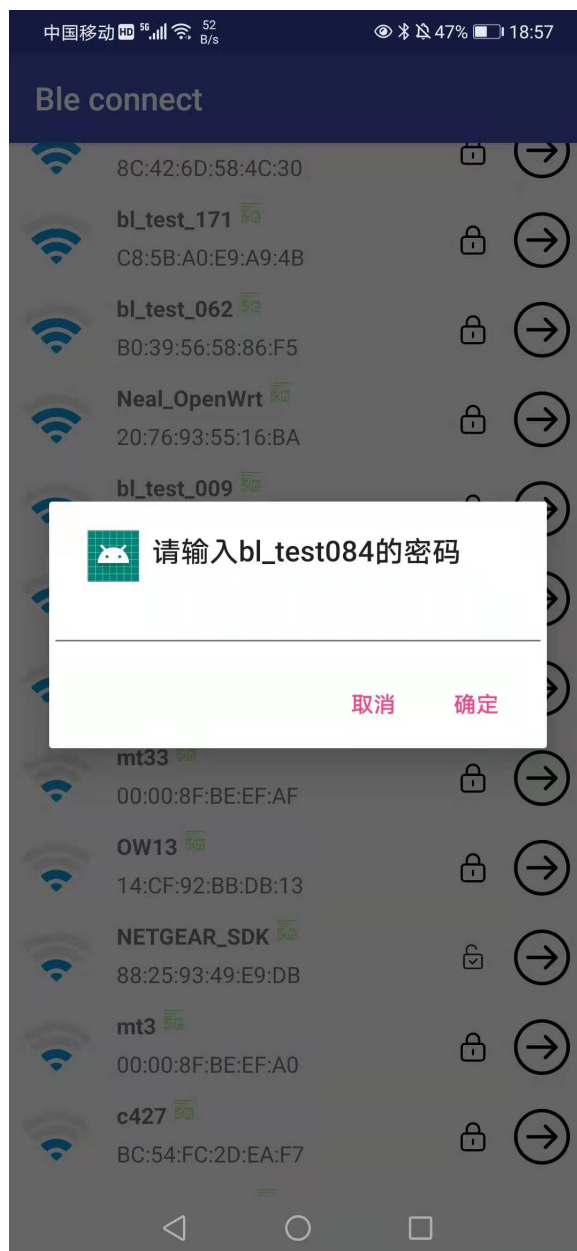 中国移动 HD 5G 52 B/s 47% 18:57
Ble connect
8C:42:6D:58:4C:30
bl_test_171 5G
C8:5B:A0:E9:A9:4B
bl_test_062 5G
B0:39:56:58:86:F5
Neal_OpenWrt 5G
20:76:93:55:16:BA
bl_test_009 5G
请输入bl_test084的密码
取消 确定
mt33 5G
00:00:8F:BE:EF:AF
OW13 5G
14:CF:92:BB:DB:13
NETGEAR_SDK 5G
88:25:93:49:E9:DB
mt3 5G
00:00:8F:BE:EF:A0
c427 5G
BC:54:FC:2D:EA:F7